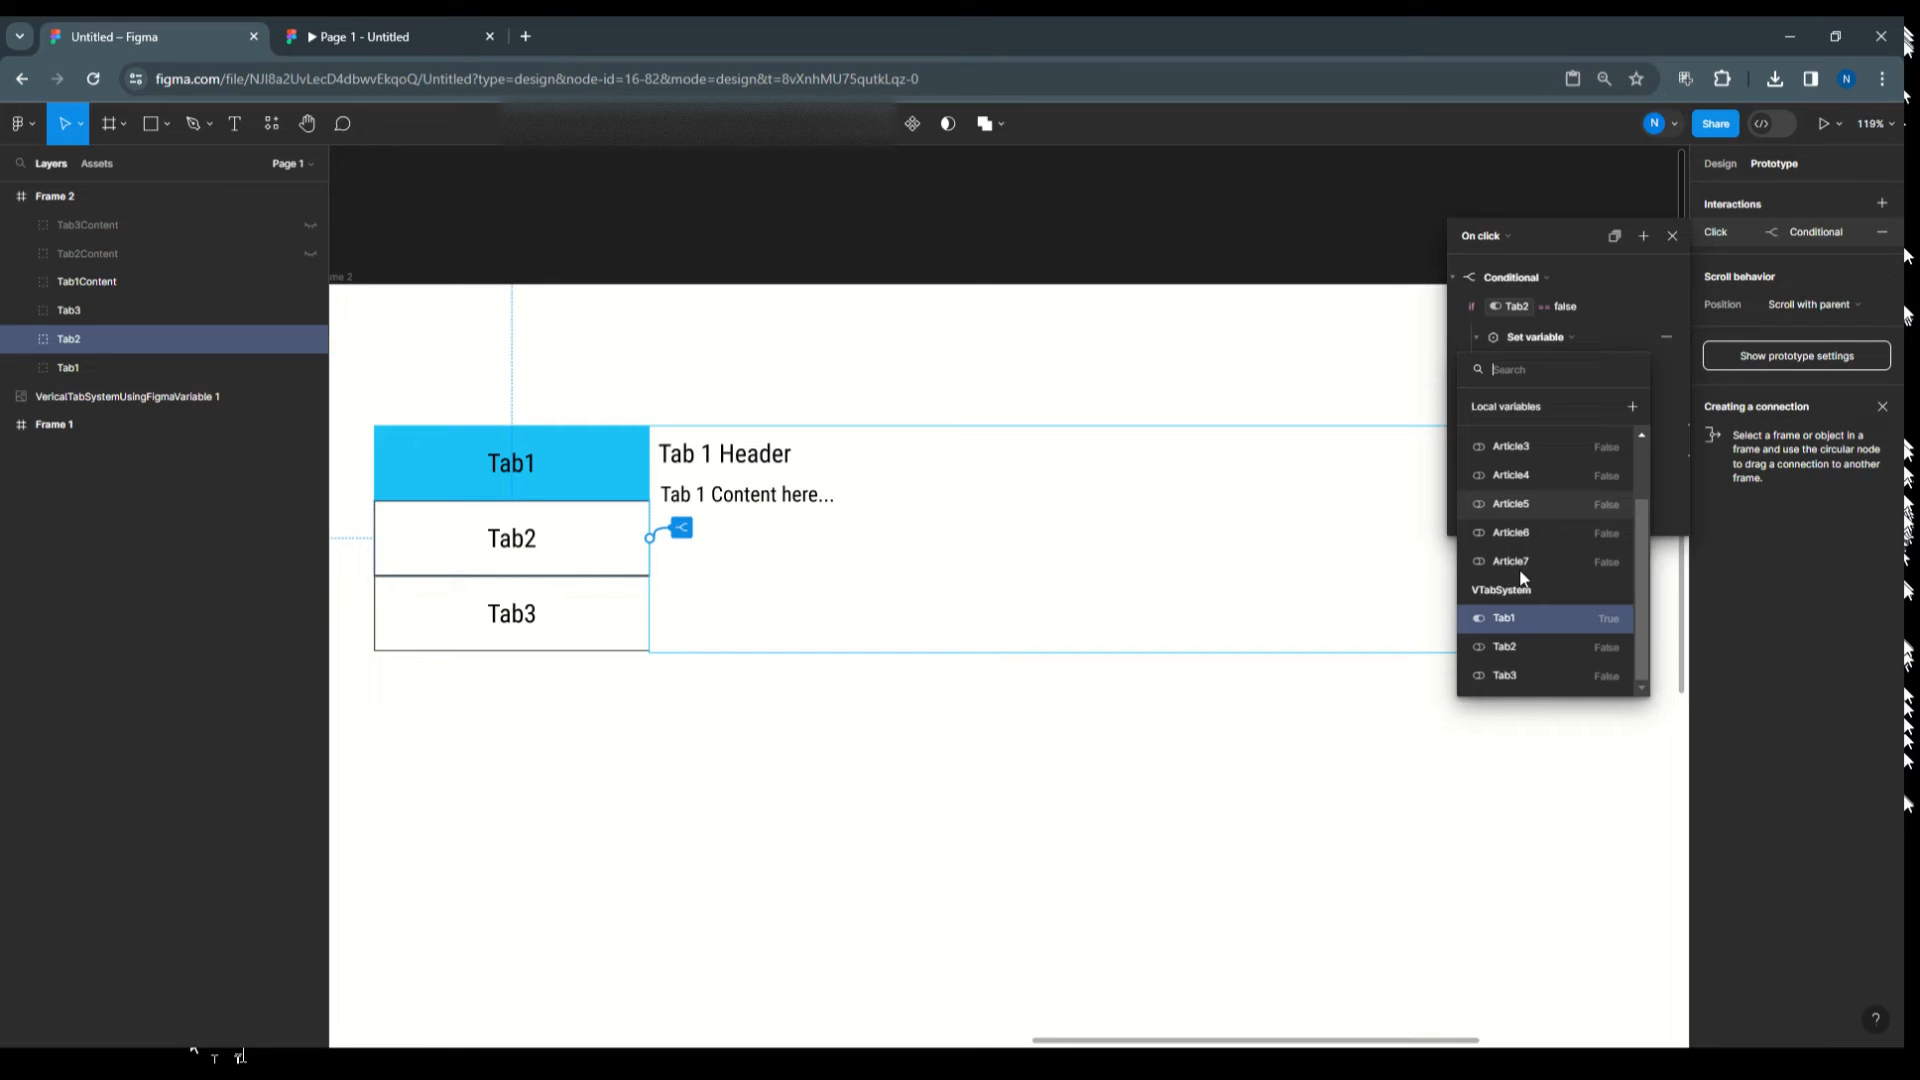 Untitled – Figma
Page 1 - Untitled
figma.com/file/NJI8a2UvLecD4dbwvEkqoQ/Untitled?type=design&node-id=16-82&mode=design&t=8vXnhMU75qutkLqz-0
N
N
Share
119%
Layers
Assets
Page 1
Design
Prototype
Frame 2
Tab3Content
Tab2Content
Tab1Content
Tab3
Tab2
Tab1
VericalTabSystemUsingFigmaVariable 1
Frame 1
me 2
Tab1
Tab2
Tab3
Tab 1 Header
Tab 1 Content here...
On click
Conditional
if Tab2 == false
Set variable
Search
Local variables
Article3 False
Article4 False
Article5 False
Article6 False
Article7 False
VTabSystem
Tab1 True
Tab2 False
Tab3 False
Interactions
Click Conditional
Scroll behavior
Position Scroll with parent
Show prototype settings
Creating a connection
Select a frame or object in a
frame and use the circular node
to drag a connection to another
frame.
?